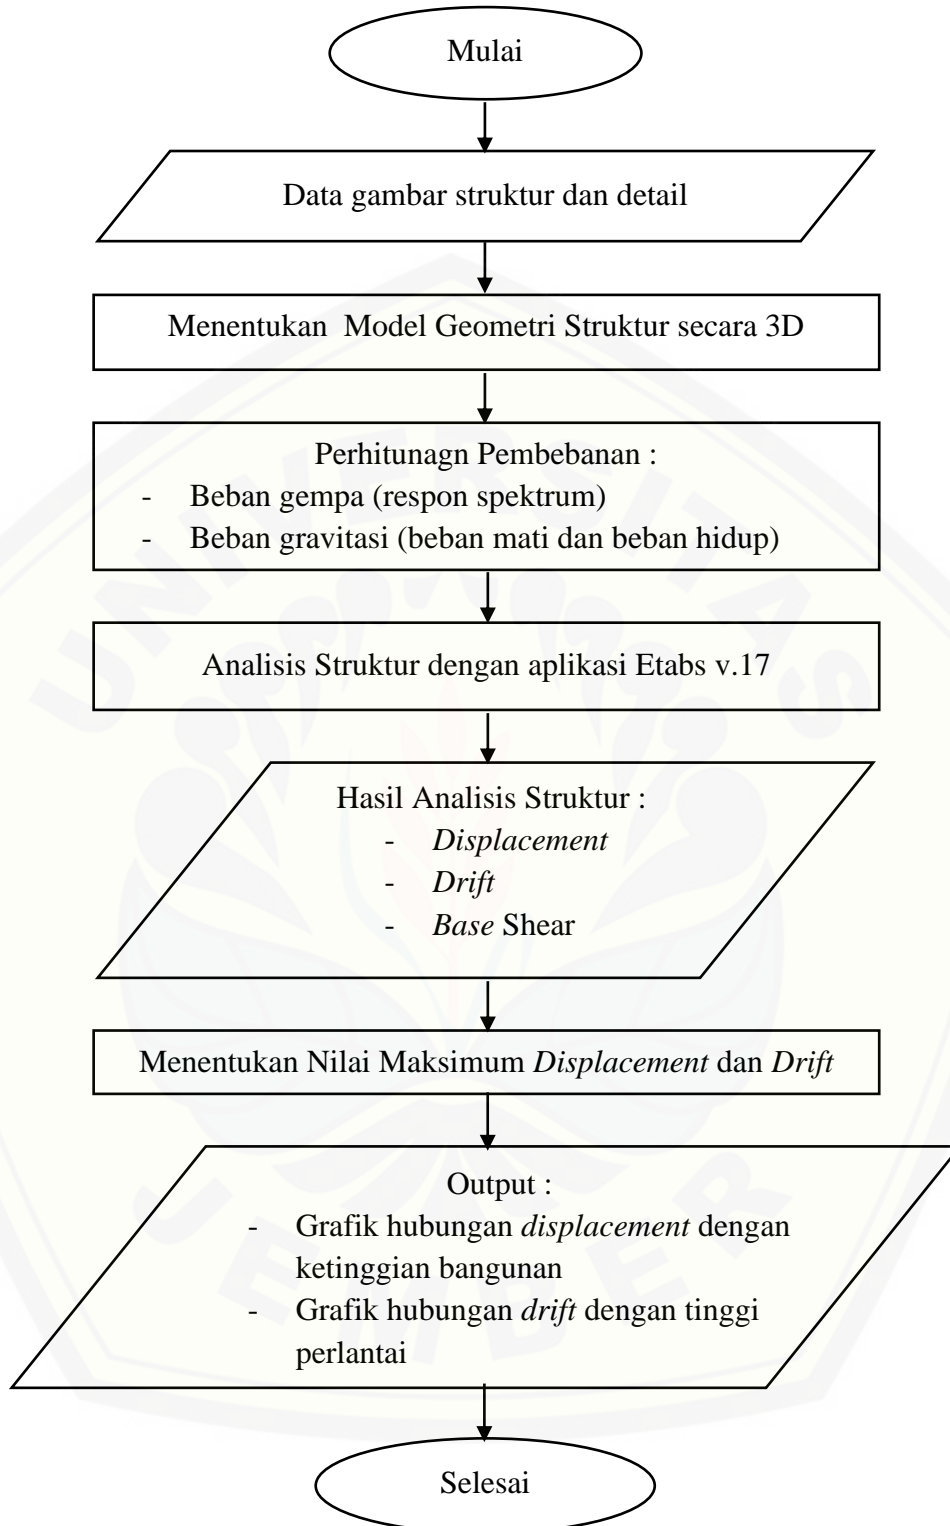 Mulai
Data gambar struktur dan detail
Menentukan Model Geometri Struktur secara 3D
Perhitunagn Pembebanan :
- Beban gempa (respon spektrum)
- Beban gravitasi (beban mati dan beban hidup)
Analisis Struktur dengan aplikasi Etabs v.17
Hasil Analisis Struktur :
- Displacement
- Drift
- Base Shear
Menentukan Nilai Maksimum Displacement dan Drift
Output :
- Grafik hubungan displacement dengan
ketinggian bangunan
- Grafik hubungan drift dengan tinggi
perlantai
Selesai
UNIVERSITAS
JEMBER